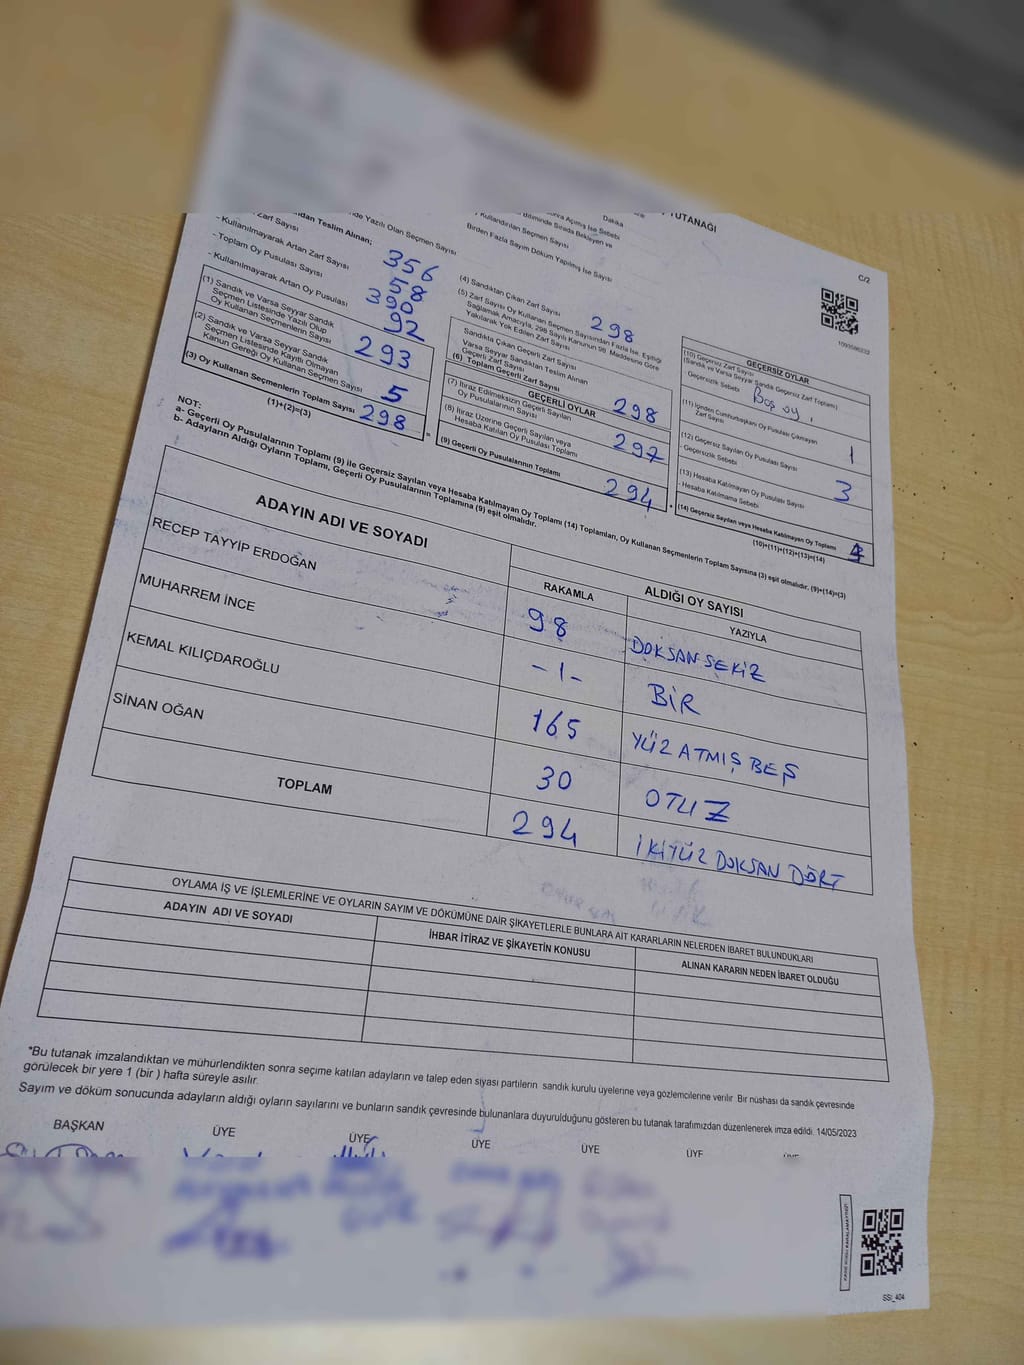 TUTANAĞI
C/2
nde Yazılı Olan Seçmen Sayısı
Zarf Sayısı
ndan Teslim Alınan;
- Kullanılmayarak Artan Zarf Sayısı 356
- Toplam Oy Pusulası Sayısı 58
- Kullanılmayarak Artan Oy Pusulası 390
92
(1) Sandık ve Varsa Seyyar Sandık
Seçmen Listesinde Yazılı Olup
Oy Kullanan Seçmenlerin Sayısı 293
(2) Sandık ve Varsa Seyyar Sandık
Seçmen Listesinde Kayıtlı Olmayan
Kanun Gereği Oy Kullanan Seçmen Sayısı 5
(3) Oy Kullanan Seçmenlerin Toplam Sayısı 298
(1)+(2)=(3)
Dakika
Birden Fazla Sayım Döküm Yapılmış İse Sayısı
(4) Sandıktan Çıkan Zarf Sayısı 298
(5) Zarf Sayısı Oy Kullanan Seçmen Sayısından Fazla İse, Eşitliği
Sağlamak Amacıyla, 298 Sayılı Kanunun 98. Maddesine Göre
Yakılarak Yok Edilen Zarf Sayısı
Sandıkta Çıkan Geçerli Zarf Sayısı
Varsa Seyyar Sandıktan Teslim Alınan
Geçerli Zarf Sayısı
(6) Toplam Geçerli Zarf Sayısı 298
GEÇERLİ OYLAR
(7) İtiraz Edilmeksizin Geçerli Sayılan
Oy Pusulalarının Sayısı 297
(8) İtiraz Üzerine Geçerli Sayılan veya
Hesaba Katılan Oy Pusulası Toplamı
(9) Geçerli Oy Pusulalarının Toplamı 294
1093586233
GEÇERSİZ OYLAR
(10) Geçersiz Zarf Sayısı
(Sandık ve Varsa Seyyar Sandık Geçersiz Zarf Toplamı)
Geçersizlik Sebebi Boş oy,
(11) İçinden Cumhurbaşkanı Oy Pusulası Çıkmayan
Zarf Sayısı 1
(12) Geçersiz Sayılan Oy Pusulası Sayısı
- Geçersizlik Sebebi 3
(13) Hesaba Katılmayan Oy Pusulası Sayısı
- Hesaba Katılmama Sebebi
(14) Geçersiz Sayılan veya Hesaba Katılmayan Oy Toplamı 4
(10)+(11)+(12)+(13)=(14)
NOT:
a- Geçerli Oy Pusulalarının Toplamı (9) ile Geçersiz Sayılan veya Hesaba Katılmayan Oy Toplamı (14) Toplamları, Oy Kullanan Seçmenlerin Toplam Sayısına (3) eşit olmalıdır. (9)+(14)=(3)
b- Adayların Aldığı Oyların Toplamı, Geçerli Oy Pusulalarının Toplamına (9) eşit olmalıdır.
ADAYIN ADI VE SOYADI
ALDIĞI OY SAYISI
RAKAMLA YAZIYLA
RECEP TAYYİP ERDOĞAN 98 DOKSAN SEKİZ
MUHARREM İNCE -1- BİR
KEMAL KILIÇDAROĞLU 165 YÜZ ATMIŞ BEŞ
SİNAN OĞAN 30 OTUZ
TOPLAM 294 İKİYÜZ DOKSAN DÖRT
OYLAMA İŞ VE İŞLEMLERİNE VE OYLARIN SAYIM VE DÖKÜMÜNE DAİR ŞİKAYETLERLE BUNLARA AİT KARARLARIN NELERDEN İBARET BULUNDUKLARI
ADAYIN ADI VE SOYADI İHBAR İTİRAZ VE ŞİKAYETİN KONUSU ALINAN KARARIN NEDEN İBARET OLDUĞU
*Bu tutanak imzalandıktan ve mühürlendikten sonra seçime katılan adayların ve talep eden siyasi partilerin sandık kurulu üyelerine veya gözlemcilerine verilir. Bir nüshası da sandık çevresinde
görülecek bir yere 1 (bir) hafta süreyle asılır.
Sayım ve döküm sonucunda adayların aldığı oyların sayılarını ve bunların sandık çevresinde bulunanlara duyurulduğunu gösteren bu tutanak tarafımızdan düzenlenerek imza edildi. 14/05/2023
BAŞKAN ÜYE ÜYE ÜYE ÜYE ÜYE
SSİ_404